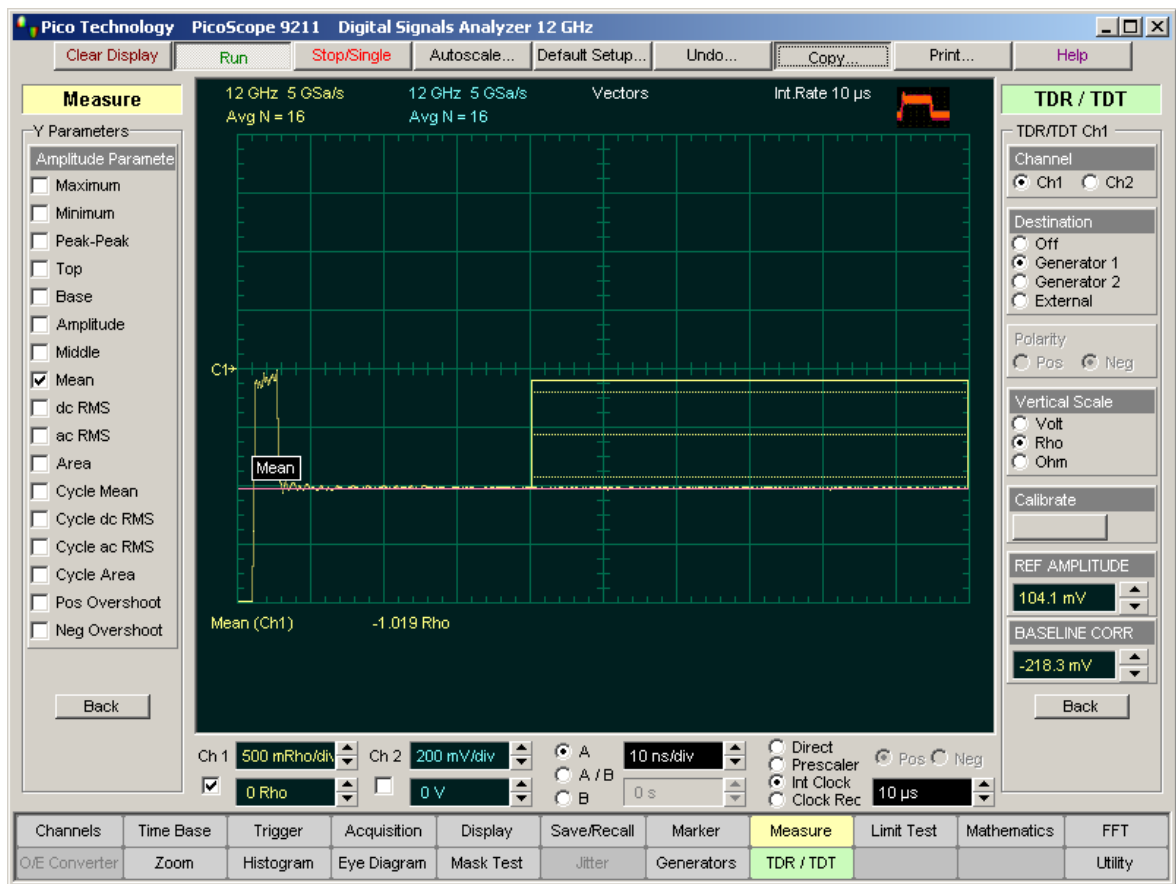 Pico Technology PicoScope 9211 Digital Signals Analyzer 12 GHz
Clear Display Run Stop/Single Autoscale... Default Setup... Undo... Copy... Print... Help
Measure
Y Parameters
Amplitude Paramete
Maximum
Minimum
Peak-Peak
Top
Base
Amplitude
Middle
Mean
dc RMS
ac RMS
Area
Cycle Mean
Cycle dc RMS
Cycle ac RMS
Cycle Area
Pos Overshoot
Neg Overshoot
Back
12 GHz 5 GSa/s 12 GHz 5 GSa/s Vectors Int.Rate 10 µs
Avg N = 16 Avg N = 16
C1
Mean
Mean (Ch1) -1.019 Rho
TDR / TDT
TDR/TDT Ch1
Channel
Ch1 Ch2
Destination
Off
Generator 1
Generator 2
External
Polarity
Pos Neg
Vertical Scale
Volt
Rho
Ohm
Calibrate
REF AMPLITUDE
104.1 mV
BASELINE CORR
-218.3 mV
Back
Ch 1 500 mRho/div Ch 2 200 mV/div A 10 ns/div Direct Pos Neg
A / B Prescaler
0 Rho 0 V B 0 s Int Clock 10 µs
Clock Rec
Channels Time Base Trigger Acquisition Display Save/Recall Marker Measure Limit Test Mathematics FFT
O/E Converter Zoom Histogram Eye Diagram Mask Test Jitter Generators TDR / TDT Utility